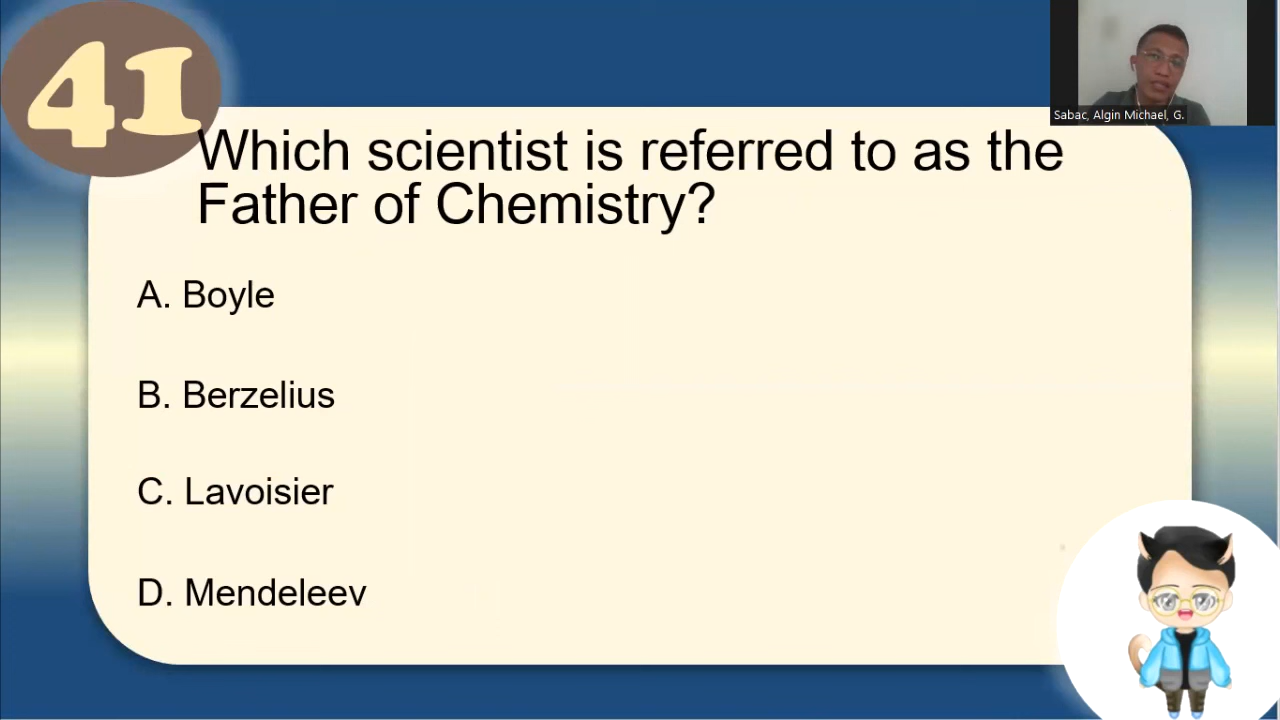 41
Sabac, Algin Michael, G.
Which scientist is referred to as the
Father of Chemistry?
A. Boyle
B. Berzelius
C. Lavoisier
D. Mendeleev